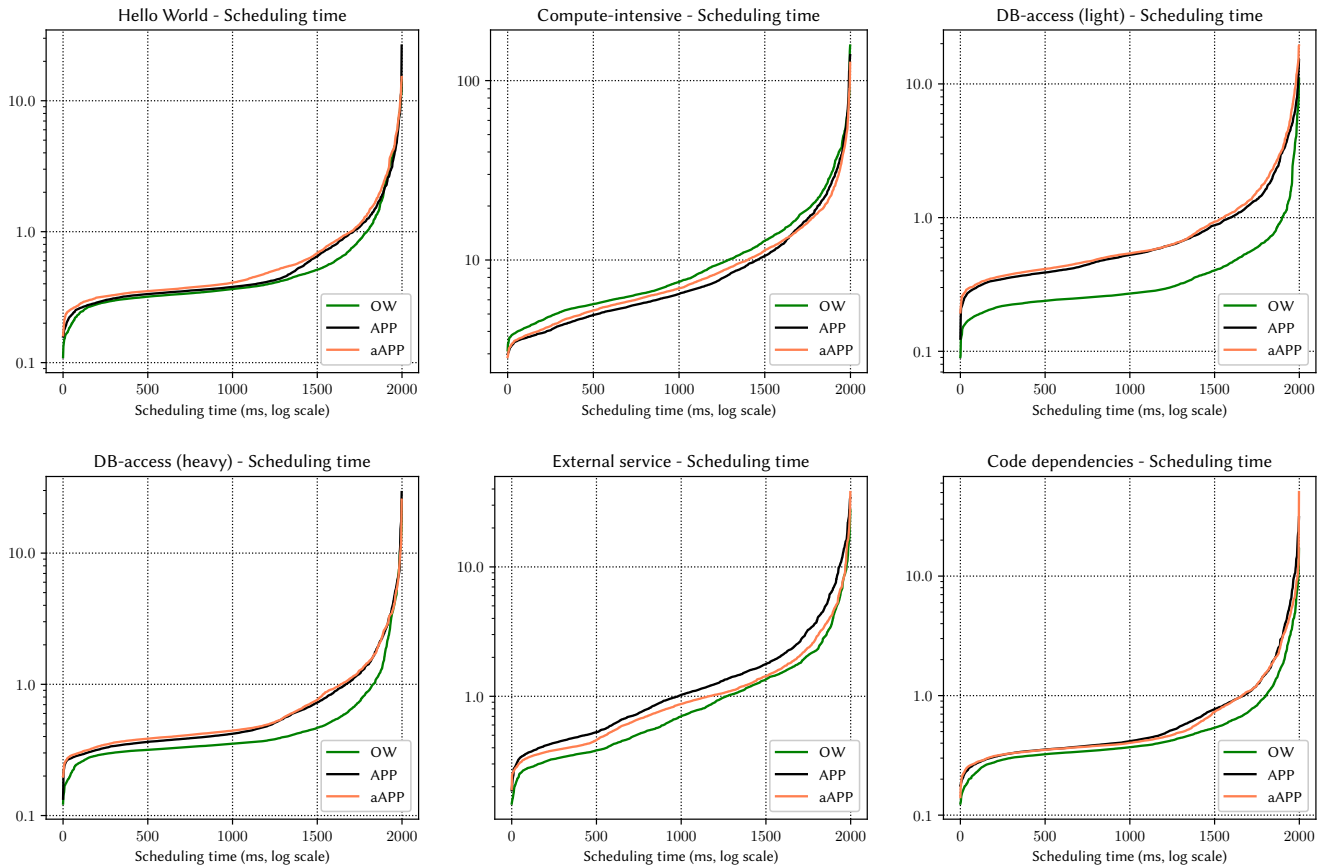 Hello World - Scheduling time
10.0
1.0
0.1
OW
APP
aAPP
0
500
1000
1500
2000
Scheduling time (ms, log scale)
Compute-intensive - Scheduling time
100
10
OW
APP
aAPP
0
500
1000
1500
2000
Scheduling time (ms, log scale)
DB-access (light) - Scheduling time
10.0
1.0
0.1
OW
APP
aAPP
0
500
1000
1500
2000
Scheduling time (ms, log scale)
DB-access (heavy) - Scheduling time
10.0
1.0
0.1
OW
APP
aAPP
0
500
1000
1500
2000
Scheduling time (ms, log scale)
External service - Scheduling time
10.0
1.0
OW
APP
aAPP
0
500
1000
1500
2000
Scheduling time (ms, log scale)
Code dependencies - Scheduling time
10.0
1.0
0.1
OW
APP
aAPP
0
500
1000
1500
2000
Scheduling time (ms, log scale)